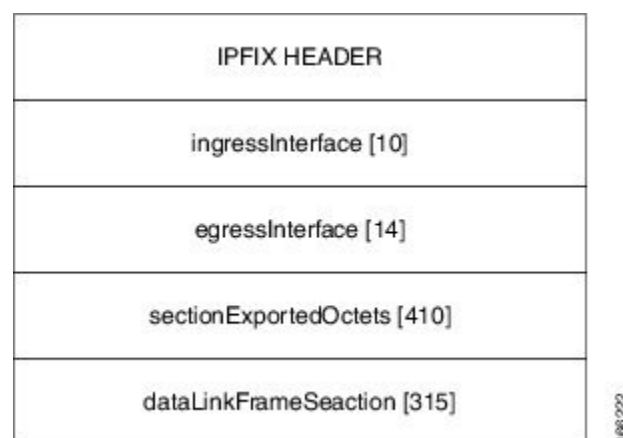 IPFIX HEADER
ingressInterface [10]
egressInterface [14]
sectionExportedOctets [410]
dataLinkFrameSeaction [315]